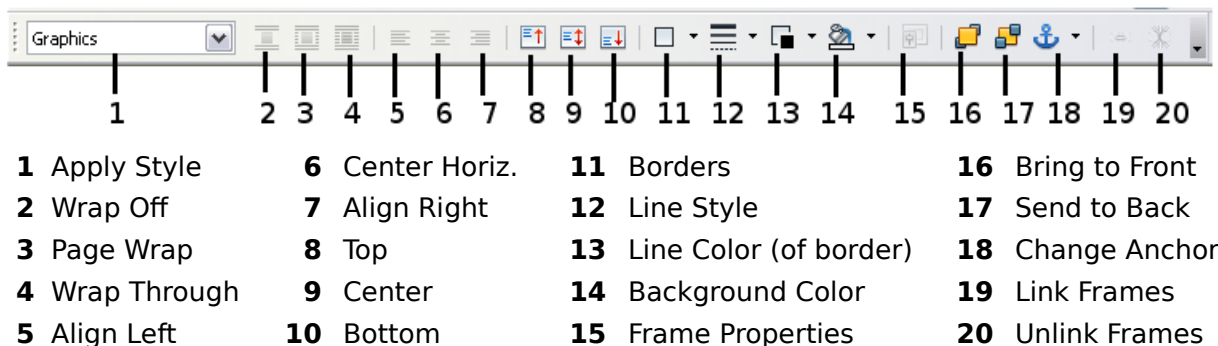 Graphics
1 2 3 4 5 6 7 8 9 10 11 12 13 14 15 16 17 18 19 20
1 Apply Style
2 Wrap Off
3 Page Wrap
4 Wrap Through
5 Align Left
6 Center Horiz.
7 Align Right
8 Top
9 Center
10 Bottom
11 Borders
12 Line Style
13 Line Color (of border)
14 Background Color
15 Frame Properties
16 Bring to Front
17 Send to Back
18 Change Anchor
19 Link Frames
20 Unlink Frames